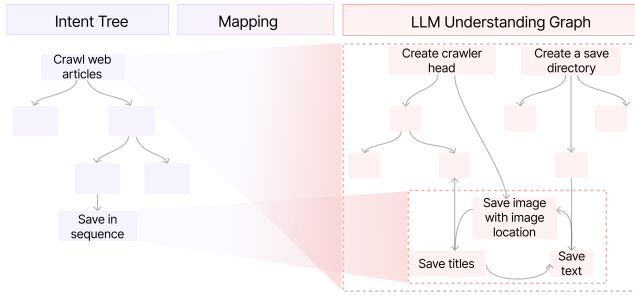 Intent Tree
Mapping
LLM Understanding Graph
Crawl web
articles
Save in
sequence
Create crawler
head
Create a save
directory
Save image
with image
location
Save titles
Save
text